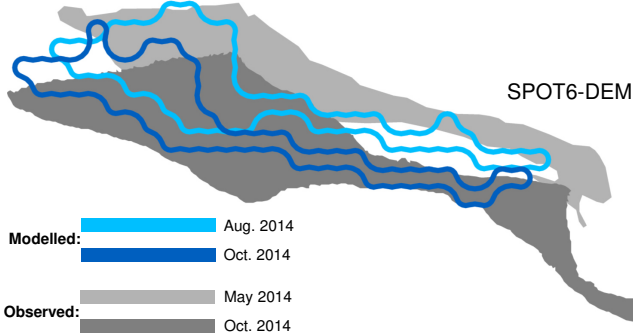 SPOT6-DEM
Modelled:
Aug. 2014
Oct. 2014
Observed:
May 2014
Oct. 2014